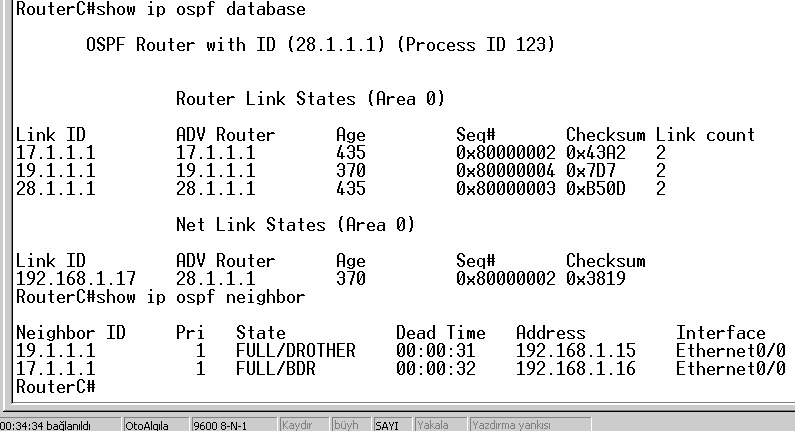 RouterC#show ip ospf database
OSPF Router with ID (28.1.1.1) (Process ID 123)
Router Link States (Area 0)
Link ID ADV Router Age Seq# Checksum Link count
17.1.1.1 17.1.1.1 435 0x80000002 0x43A2 2
19.1.1.1 19.1.1.1 370 0x80000004 0x7D7 2
28.1.1.1 28.1.1.1 435 0x80000003 0xB50D 2
Net Link States (Area 0)
Link ID ADV Router Age Seq# Checksum
192.168.1.17 28.1.1.1 370 0x80000002 0x3819
RouterC#show ip ospf neighbor
Neighbor ID Pri State Dead Time Address Interface
19.1.1.1 1 FULL/DROTHER 00:00:31 192.168.1.15 Ethernet0/0
17.1.1.1 1 FULL/BDR 00:00:32 192.168.1.16 Ethernet0/0
RouterC#
00:34:34 bağlanıldı OtoAlgıla 9600 8-N-1 Kaydır büyh SAYI Yakala Yazdırma yankısı